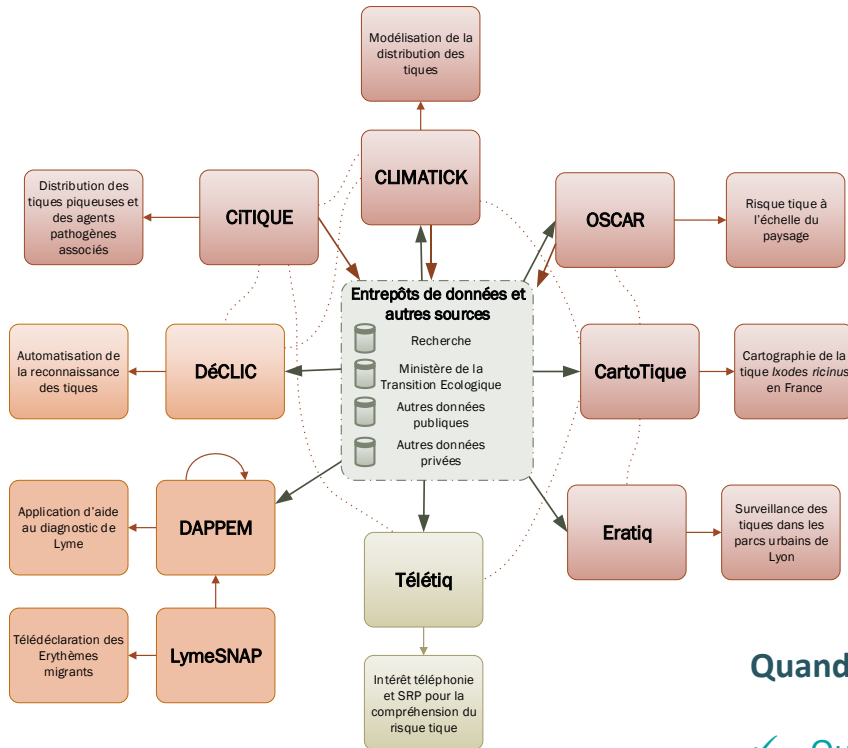 Modélisation de la
distribution des
tiques
CLIMATICK
CiTIQUE
Distribution des
tiques piqueuses et
des agents
pathogènes
associés
OSCAR
Risque tique à
l'échelle du
paysage
Entrepôts de données et
autres sources
Recherche
Ministère de la
Transition Ecologique
Autres données
publiques
Autres données
privées
Automatisation de
la reconnaissance
des tiques
DéCLIC
CartoTique
Cartographie de la
tique Ixodes ricinus
en France
Application d'aide
au diagnostic de
Lyme
DAPPEM
Eratiq
Surveillance des
tiques dans les
parcs urbains de
Lyon
Télétiq
Télédéclaration des
Erythèmes
migrants
LymeSNAP
Intérêt téléphonie
et SRP pour la
compréhension du
risque tique
Quand